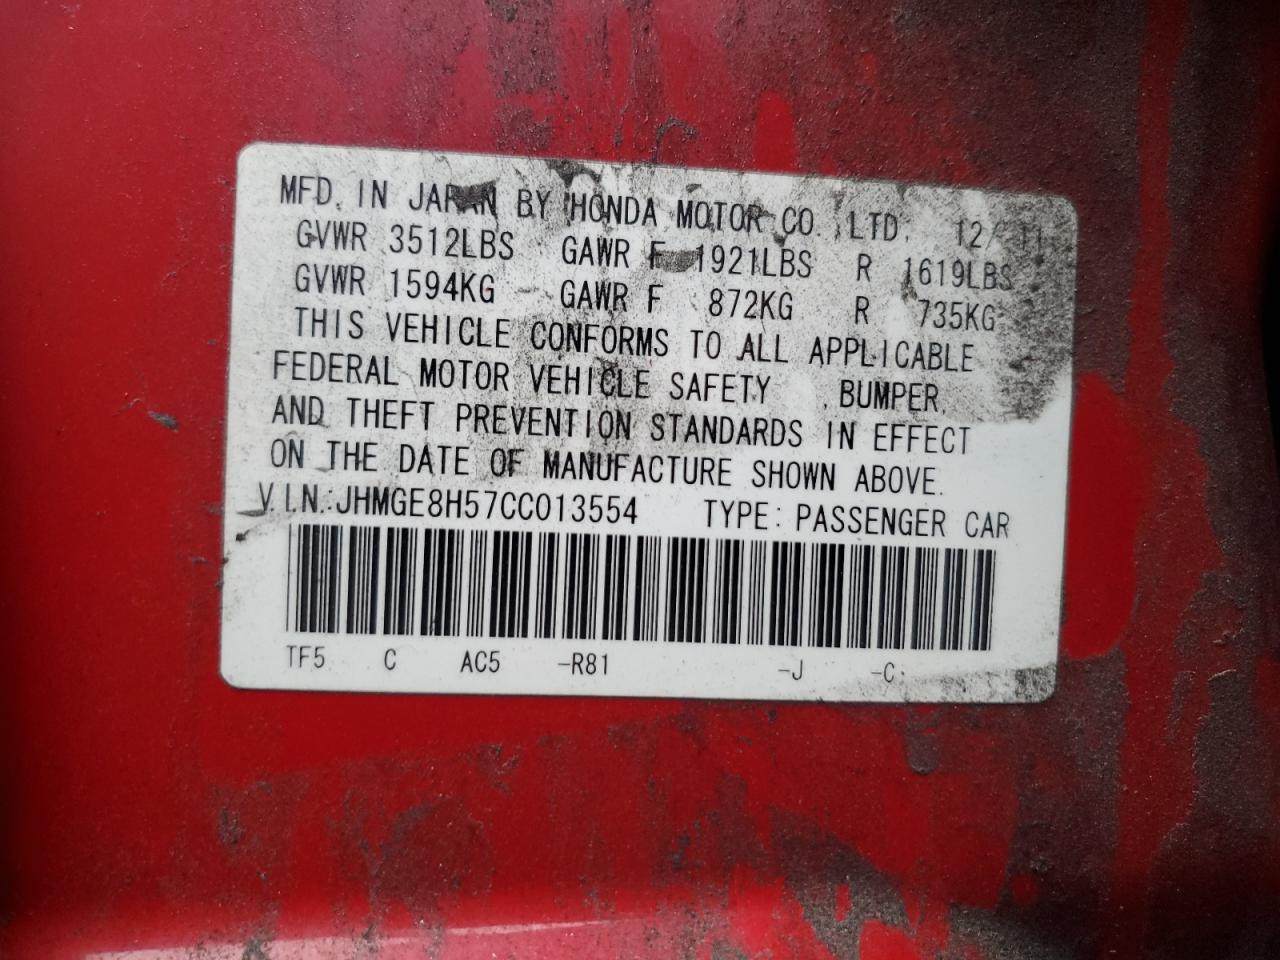 MFD. IN JAPAN BY HONDA MOTOR CO. ,LTD. 12/ 11
GVWR 3512LBS GAWR F 1921LBS R 1619LBS
GVWR 1594KG GAWR F 872KG R 735KG
THIS VEHICLE CONFORMS TO ALL APPLICABLE
FEDERAL MOTOR VEHICLE SAFETY , BUMPER,
AND THEFT PREVENTION STANDARDS IN EFFECT
ON THE DATE OF MANUFACTURE SHOWN ABOVE.
V.I.N.:JHMGE8H57CC013554 TYPE: PASSENGER CAR
TF5 C AC5 -R81 -J -C